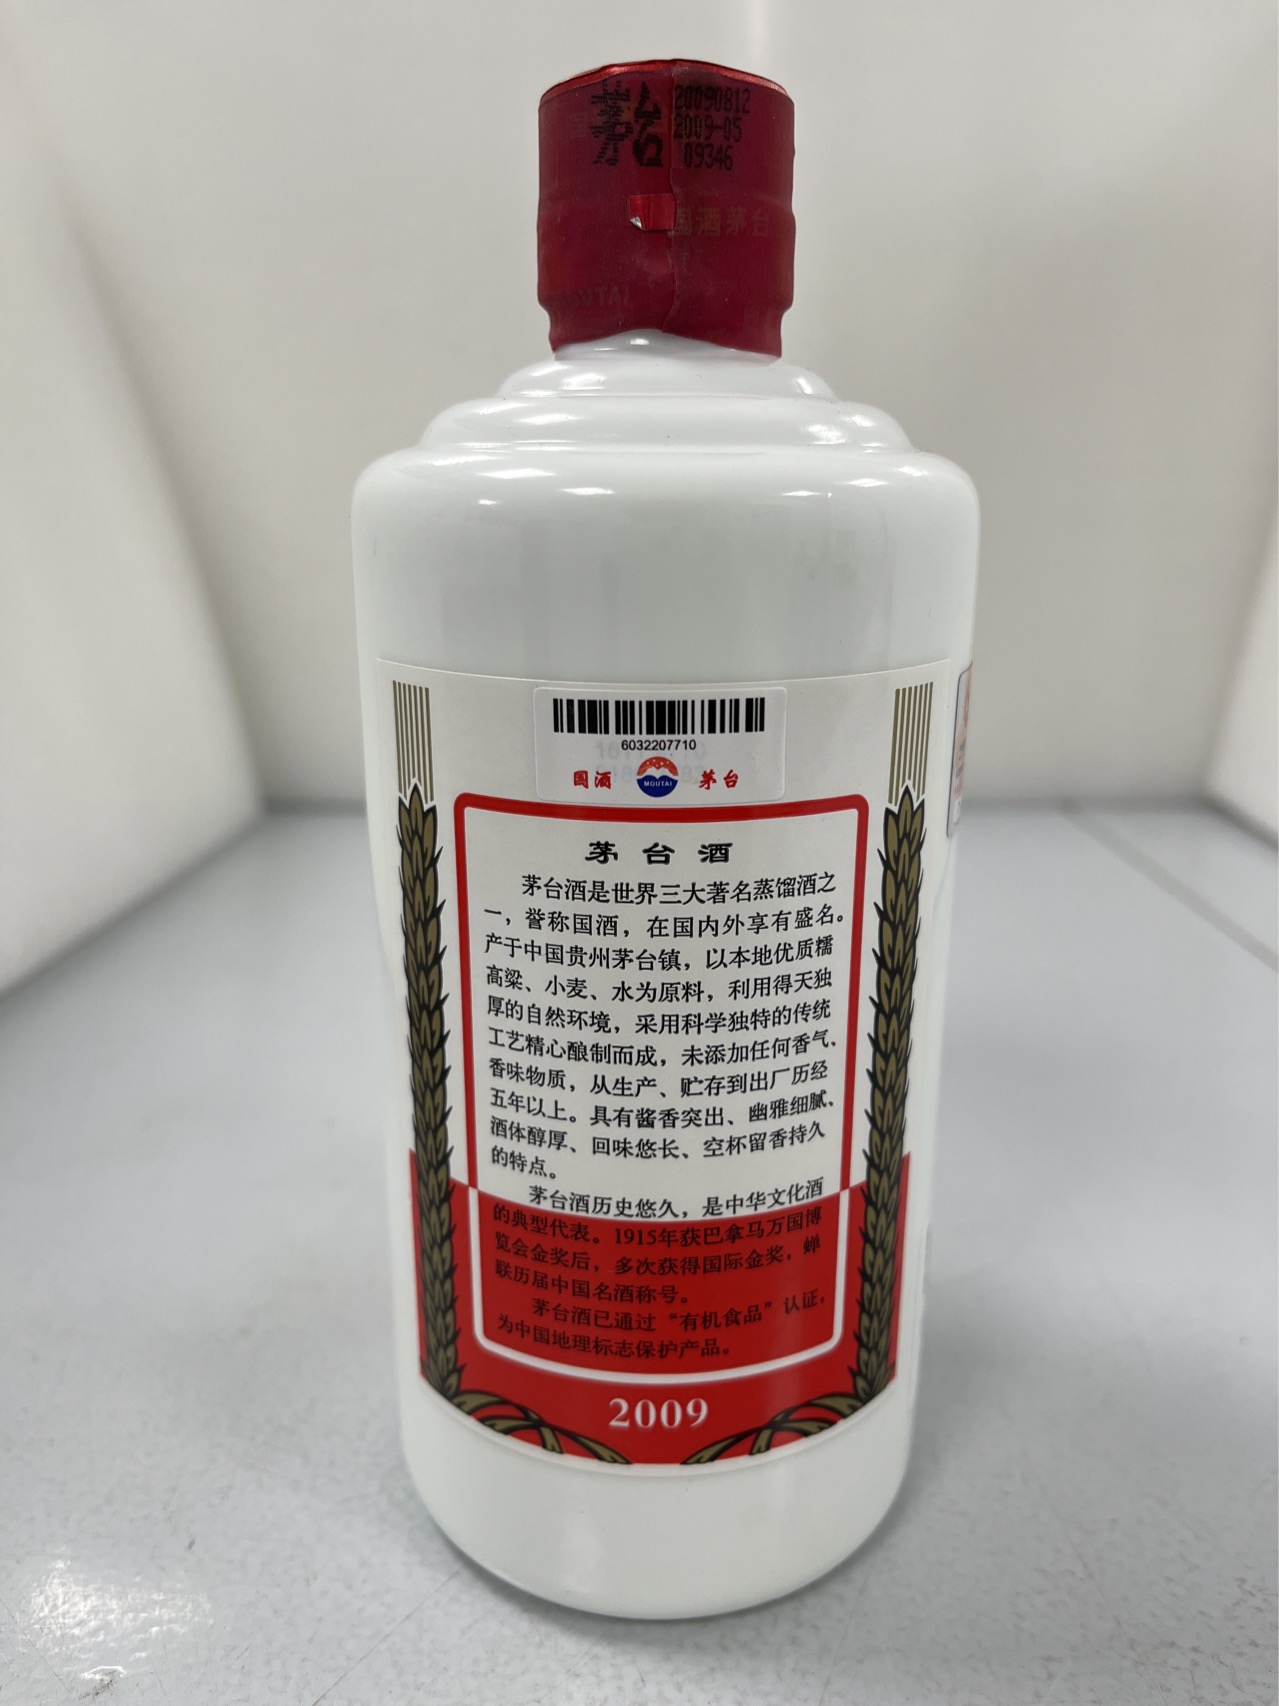 茅台
20090812
2009-05
09346
国酒茅台
6032207710
国酒
MOUTAI
茅台
茅台酒
茅台酒是世界三大著名蒸馏酒之
一，誉称国酒，在国内外享有盛名。
产于中国贵州茅台镇，以本地优质糯
高粱、小麦、水为原料，利用得天独
厚的自然环境，采用科学独特的传统
工艺精心酿制而成，未添加任何香气、
香味物质，从生产、贮存到出厂历经
五年以上。具有酱香突出、幽雅细腻、
酒体醇厚、回味悠长、空杯留香持久
的特点。
茅台酒历史悠久，是中华文化酒
的典型代表。1915年获巴拿马万国博
览会金奖后，多次获得国际金奖，蝉
联历届中国名酒称号。
茅台酒已通过“有机食品”认证，
为中国地理标志保护产品。
2009